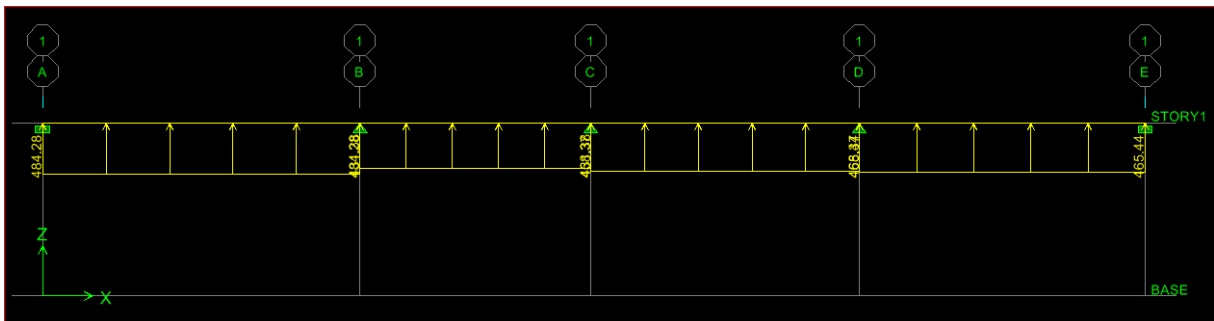 1 1 1 1 1
A B C D E
STORY1
484.28 465.44
Z
X
BASE